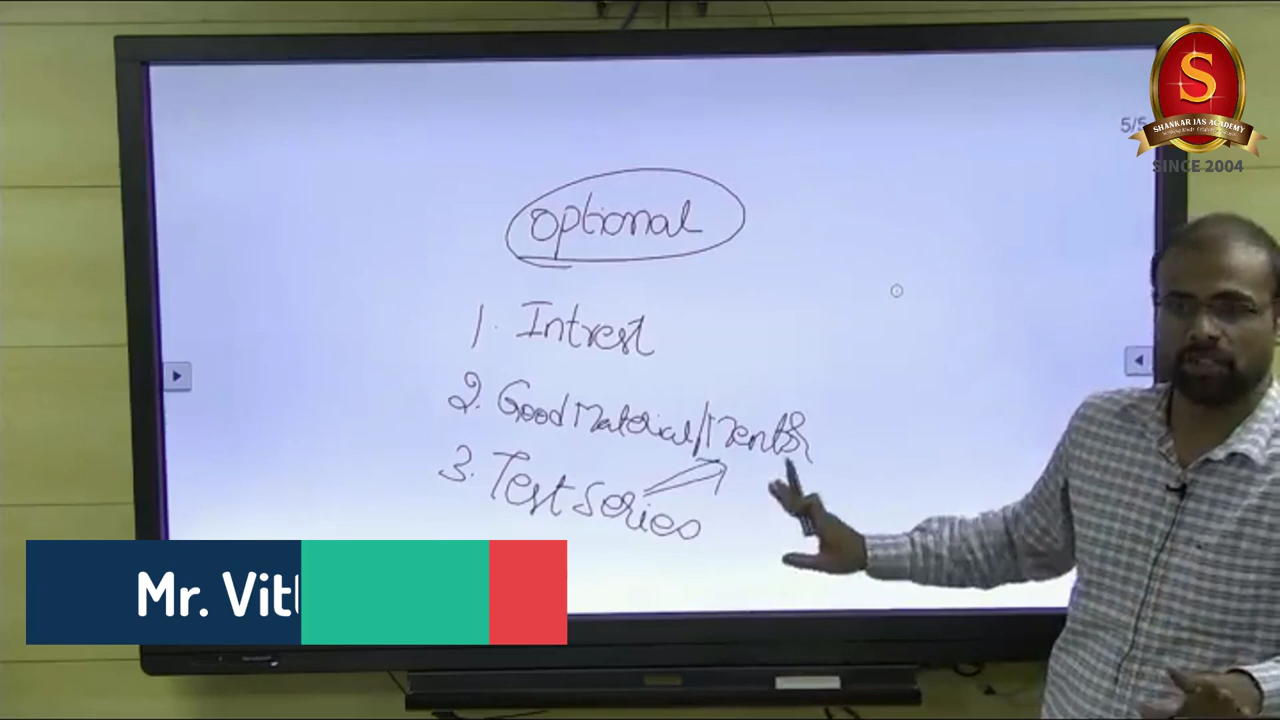 5/5
S
SHANKAR IAS ACADEMY
SINCE 2004
optional
1. Intrest
2. Good Material/Mentor
3. Test Series
Mr. Vit